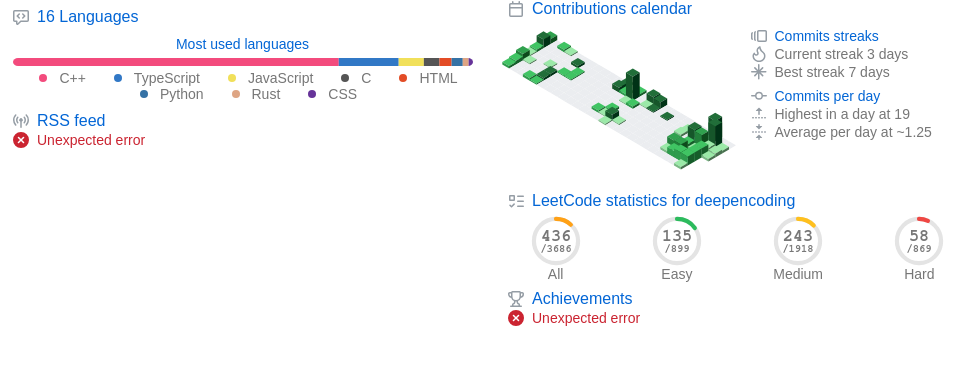 16 Languages
Most used languages
C++ TypeScript JavaScript C HTML
Python Rust CSS
RSS feed
Unexpected error
Contributions calendar
Commits streaks
Current streak 3 days
Best streak 7 days
Commits per day
Highest in a day at 19
Average per day at ~1.25
LeetCode statistics for deepencoding
436 135 243 58
/3686 /899 /1918 /869
All Easy Medium Hard
Achievements
Unexpected error